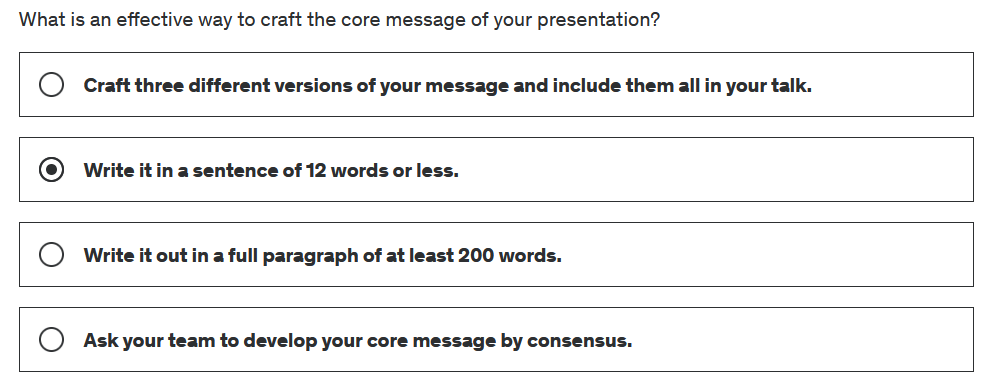 What is an effective way to craft the core message of your presentation?
Craft three different versions of your message and include them all in your talk.
Write it in a sentence of 12 words or less.
Write it out in a full paragraph of at least 200 words.
Ask your team to develop your core message by consensus.